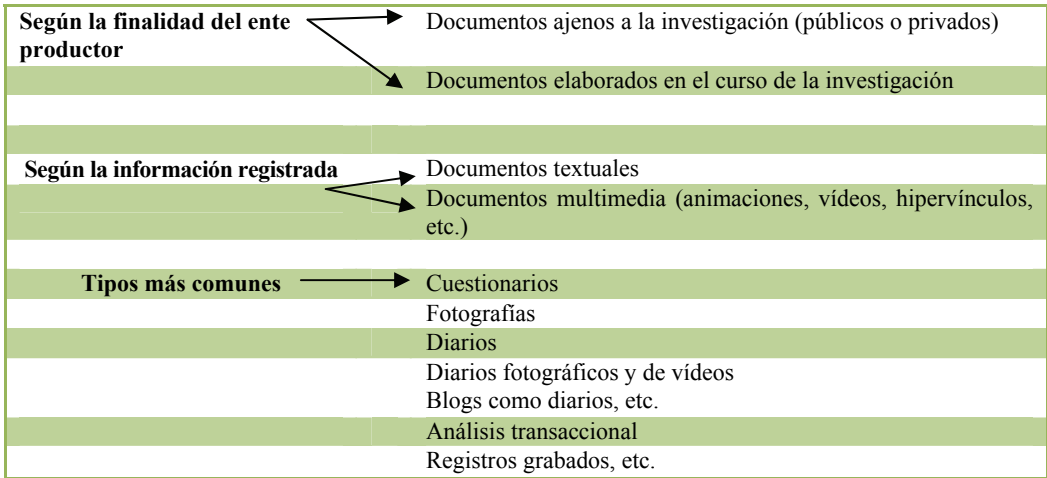 Según la finalidad del ente
productor
Documentos ajenos a la investigación (públicos o privados)
Documentos elaborados en el curso de la investigación
Según la información registrada
Documentos textuales
Documentos multimedia (animaciones, vídeos, hipervínculos,
etc.)
Tipos más comunes
Cuestionarios
Fotografías
Diarios
Diarios fotográficos y de vídeos
Blogs como diarios, etc.
Análisis transaccional
Registros grabados, etc.